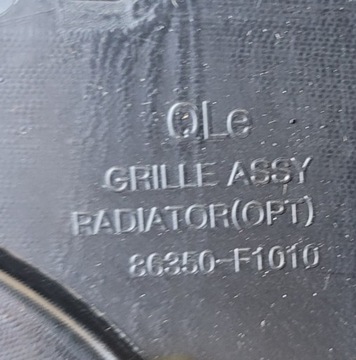 QLe
GRILLE ASSY
RADIATOR(OPT)
86350-F1010